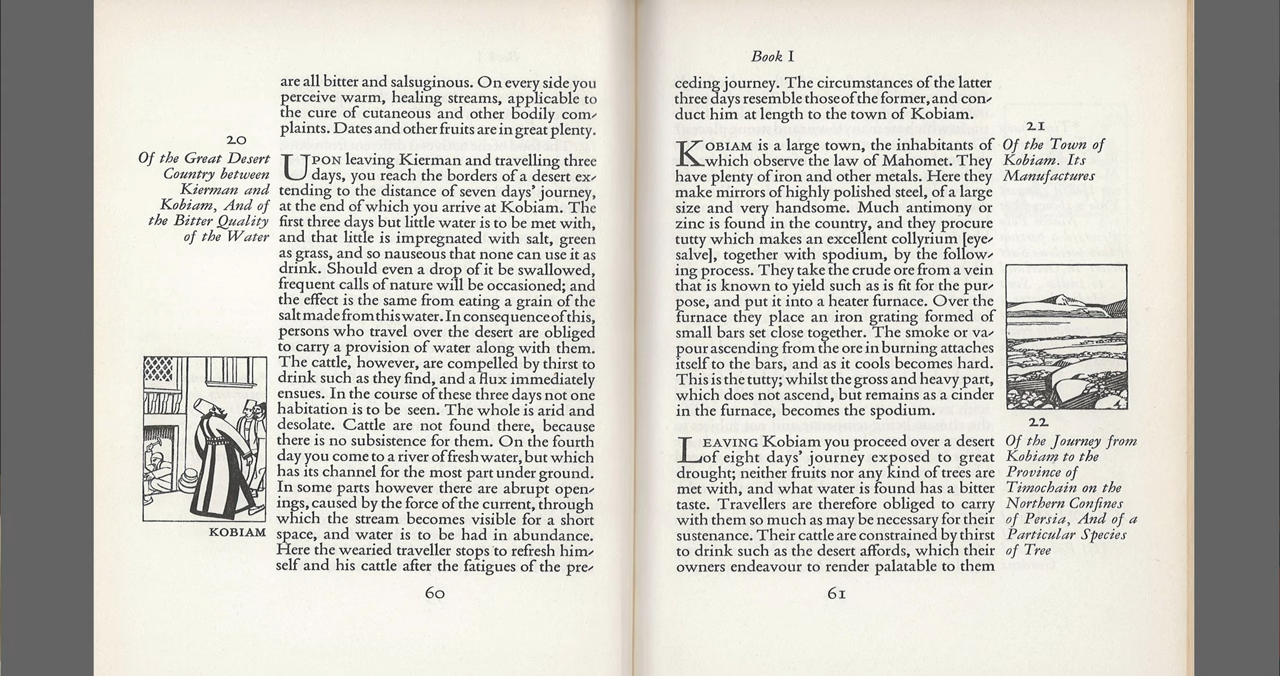 are all bitter and salsuginous. On every side you
perceive warm, healing streams, applicable to
the cure of cutaneous and other bodily com-
plaints. Dates and other fruits are in great plenty.
20
Of the Great Desert
Country between
Kierman and
Kobiam, And of
the Bitter Quality
of the Water
UPON leaving Kierman and travelling three
days, you reach the borders of a desert ex-
tending to the distance of seven days' journey,
at the end of which you arrive at Kobiam. The
first three days but little water is to be met with,
and that little is impregnated with salt, green
as grass, and so nauseous that none can use it as
drink. Should even a drop of it be swallowed,
frequent calls of nature will be occasioned; and
the effect is the same from eating a grain of the
salt made from this water. In consequence of this,
persons who travel over the desert are obliged
to carry a provision of water along with them.
The cattle, however, are compelled by thirst to
drink such as they find, and a flux immediately
ensues. In the course of these three days not one
habitation is to be seen. The whole is arid and
desolate. Cattle are not found there, because
there is no subsistence for them. On the fourth
day you come to a river of fresh water, but which
has its channel for the most part under ground.
In some parts however there are abrupt open-
ings, caused by the force of the current, through
which the stream becomes visible for a short
space, and water is to be had in abundance.
Here the wearied traveller stops to refresh him-
self and his cattle after the fatigues of the pre-
KOBIAM
60
Book I
ceding journey. The circumstances of the latter
three days resemble those of the former, and con-
duct him at length to the town of Kobiam.
21
Of the Town of
Kobiam. Its
Manufactures
KOBIAM is a large town, the inhabitants of
which observe the law of Mahomet. They
have plenty of iron and other metals. Here they
make mirrors of highly polished steel, of a large
size and very handsome. Much antimony or
zinc is found in the country, and they procure
tutty which makes an excellent collyrium [eye-
salve], together with spodium, by the follow-
ing process. They take the crude ore from a vein
that is known to yield such as is fit for the pur-
pose, and put it into a heater furnace. Over the
furnace they place an iron grating formed of
small bars set close together. The smoke or va-
pour ascending from the ore in burning attaches
itself to the bars, and as it cools becomes hard.
This is the tutty; whilst the gross and heavy part,
which does not ascend, but remains as a cinder
in the furnace, becomes the spodium.
22
Of the Journey from
Kobiam to the
Province of
Timochain on the
Northern Confines
of Persia, And of a
Particular Species
of Tree
LEAVING Kobiam you proceed over a desert
of eight days' journey exposed to great
drought; neither fruits nor any kind of trees are
met with, and what water is found has a bitter
taste. Travellers are therefore obliged to carry
with them so much as may be necessary for their
sustenance. Their cattle are constrained by thirst
to drink such as the desert affords, which their
owners endeavour to render palatable to them
61